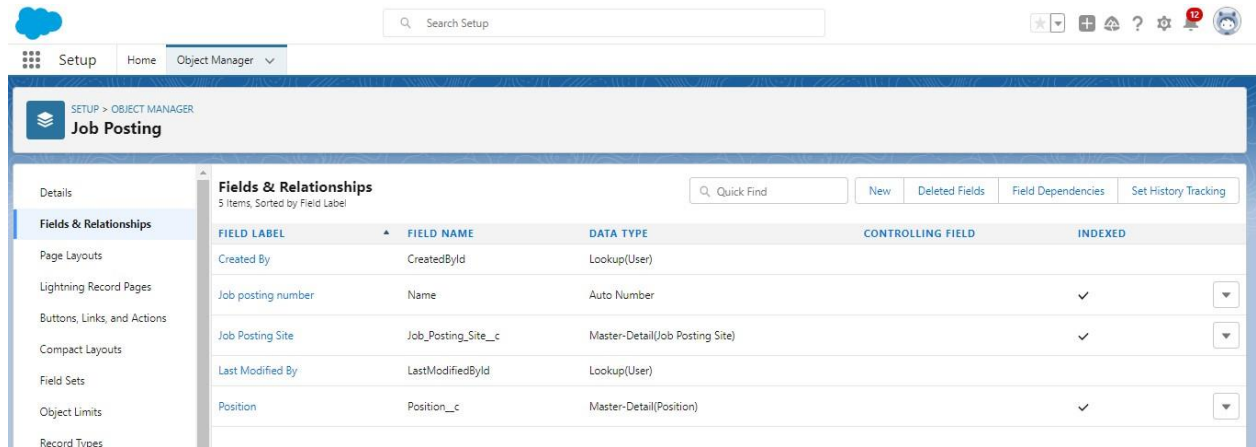 Search Setup
12
Setup Home Object Manager
SETUP > OBJECT MANAGER
Job Posting
Details
Fields & Relationships
Page Layouts
Lightning Record Pages
Buttons, Links, and Actions
Compact Layouts
Field Sets
Object Limits
Record Types
Fields & Relationships
5 Items, Sorted by Field Label
Quick Find New Deleted Fields Field Dependencies Set History Tracking
FIELD LABEL FIELD NAME DATA TYPE CONTROLLING FIELD INDEXED
Created By CreatedById Lookup(User)
Job posting number Name Auto Number
Job Posting Site Job_Posting_Site__c Master-Detail(Job Posting Site)
Last Modified By LastModifiedById Lookup(User)
Position Position__c Master-Detail(Position)